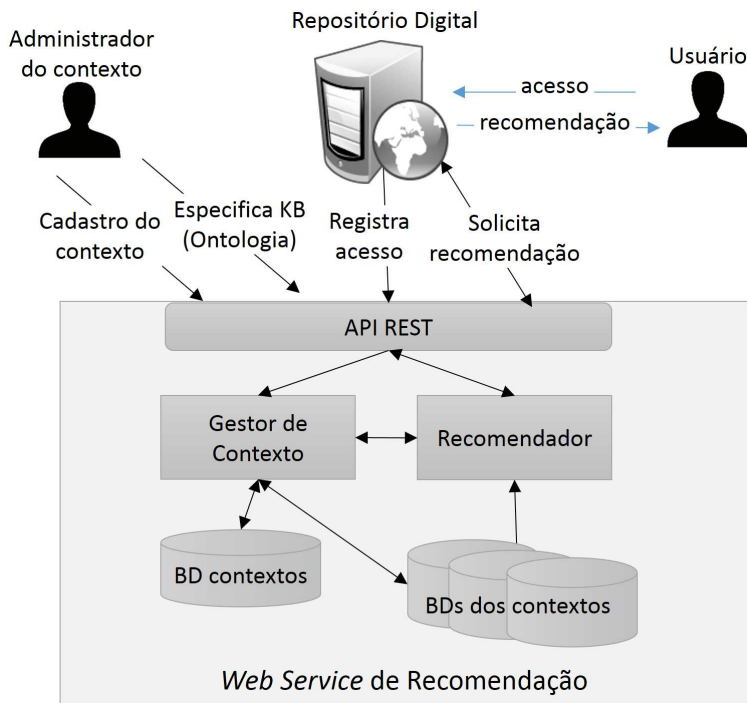 Repositório Digital
Administrador
do contexto
Usuário
acesso
recomendação
Cadastro do
contexto
Especifica KB
(Ontologia)
Registra
acesso
Solicita
recomendação
API REST
Gestor de
Contexto
Recomendador
BD contextos
BDs dos contextos
Web Service de Recomendação